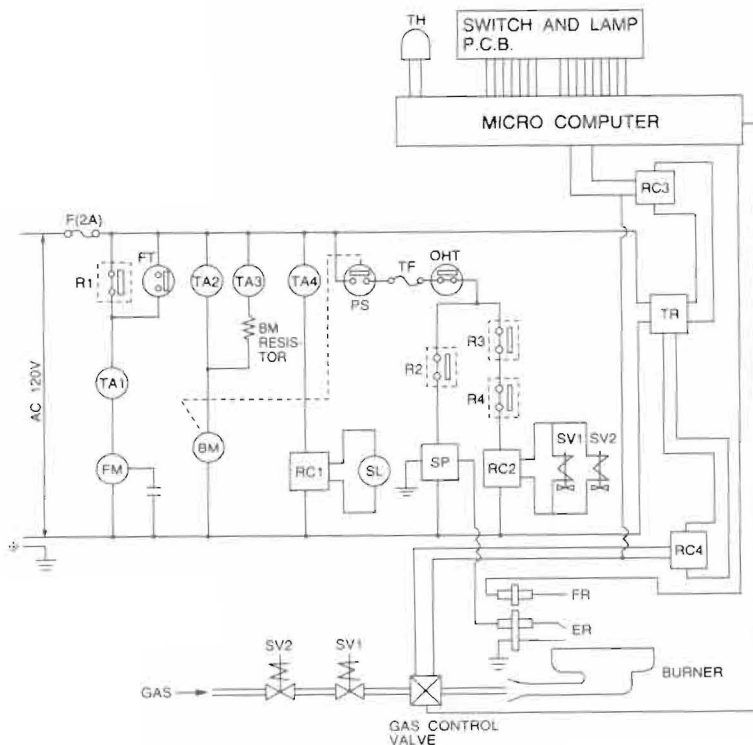 TH
SWITCH AND LAMP
P.C.B.
MICRO COMPUTER
RC3
F(2A)
FT
R1
TA2
TA3
TA4
PS
TF
OHT
TR
BM
RESIS-
TOR
R2
R3
R4
AC 120V
TA1
FM
BM
RC1
SL
SP
RC2
SV1
SV2
RC4
FR
ER
SV2
SV1
GAS
BURNER
GAS CONTROL
VALVE